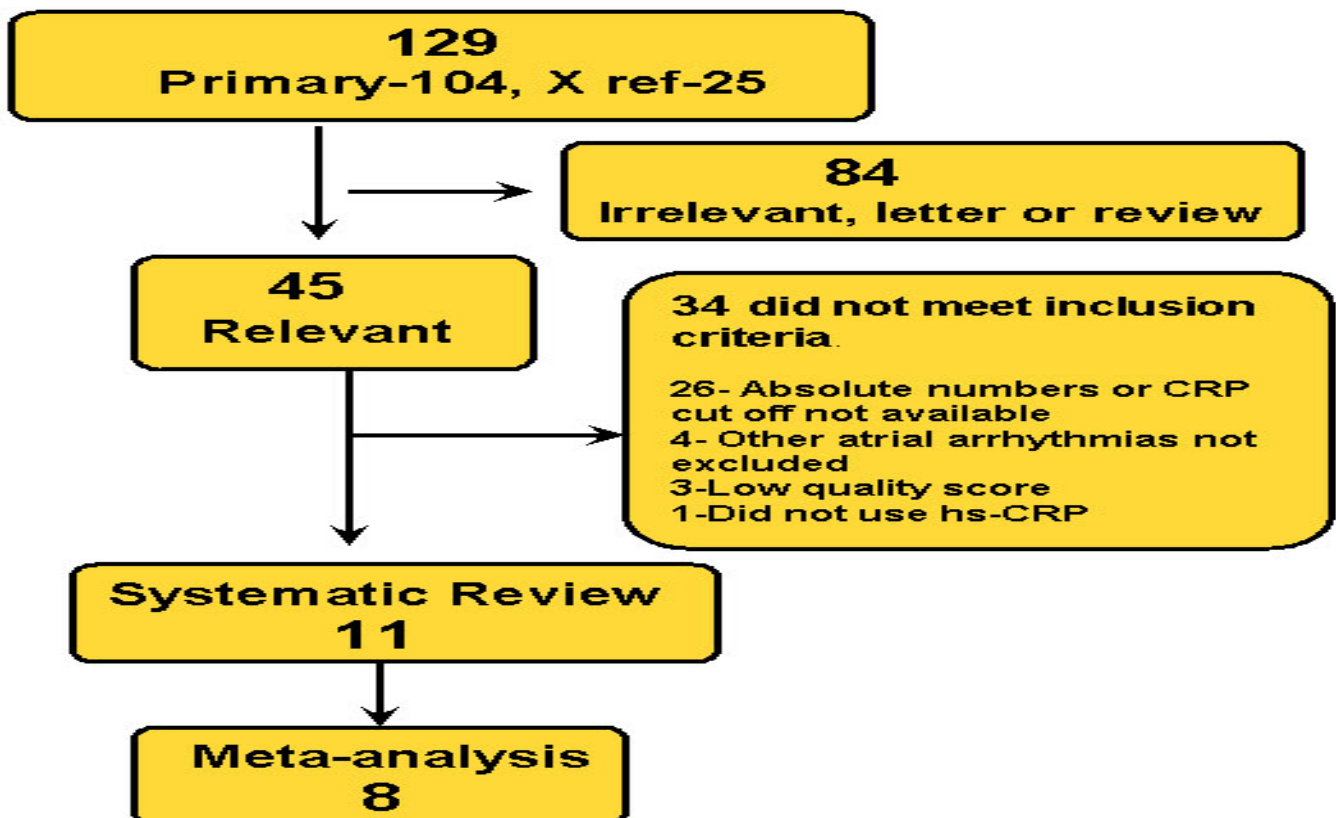 129
Primary-104, X ref-25
84
Irrelevant, letter or review
45
Relevant
34 did not meet inclusion
criteria.
26- Absolute numbers or CRP
cut off not available
4- Other atrial arrhythmias not
excluded
3-Low quality score
1-Did not use hs-CRP
Systematic Review
11
Meta-analysis
8